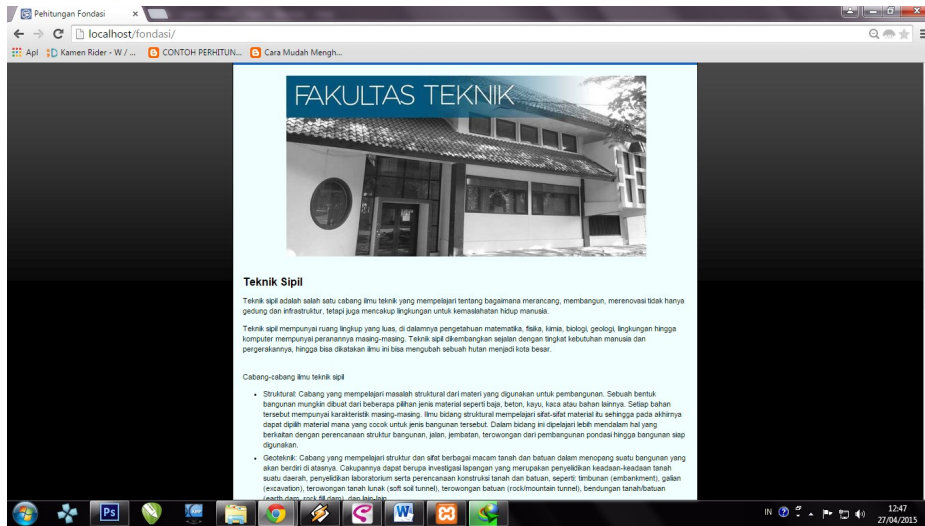 Pehitungan Fondasi
localhost/fondasi/
Apl
Kamen Rider - W / ...
CONTOH PERHITUN...
Cara Mudah Mengh...
FAKULTAS TEKNIK
Teknik Sipil
Teknik sipil adalah salah satu cabang ilmu teknik yang mempelajari tentang bagaimana merancang, membangun, merenovasi tidak hanya
gedung dan infrastruktur, tetapi juga mencakup lingkungan untuk kemaslahatan hidup manusia.
Teknik sipil mempunyai ruang lingkup yang luas, di dalamnya pengetahuan matematika, fisika, kimia, biologi, geologi, lingkungan hingga
komputer mempunyai peranannya masing-masing. Teknik sipil dikembangkan sejalan dengan tingkat kebutuhan manusia dan
pergerakannya, hingga bisa dikatakan ilmu ini bisa mengubah sebuah hutan menjadi kota besar.
Cabang-cabang ilmu teknik sipil
• Struktural: Cabang yang mempelajari masalah struktural dari materi yang digunakan untuk pembangunan. Sebuah bentuk
bangunan mungkin dibuat dari beberapa pilihan jenis material seperti baja, beton, kayu, kaca atau bahan lainnya. Setiap bahan
tersebut mempunyai karakteristik masing-masing. Ilmu bidang struktural mempelajari sifat-sifat material itu sehingga pada akhirnya
dapat dipilih material mana yang cocok untuk jenis bangunan tersebut. Dalam bidang ini dipelajari lebih mendalam hal yang
berkaitan dengan perencanaan struktur bangunan, jalan, jembatan, terowongan dari pembangunan pondasi hingga bangunan siap
digunakan.
• Geoteknik: Cabang yang mempelajari struktur dan sifat berbagai macam tanah dan batuan dalam menopang suatu bangunan yang
akan berdiri di atasnya. Cakupannya dapat berupa investigasi lapangan yang merupakan penyelidikan keadaan-keadaan tanah
suatu daerah, penyelidikan laboratorium serta perencanaan konstruksi tanah dan batuan, seperti: timbunan (embankment), galian
(excavation), terowongan tanah lunak (soft soil tunnel), terowongan batuan (rock/mountain tunnel), bendungan tanah/batuan
(earth dam, rock fill dam), dan lain-lain
Ps
W
IN
12:47
27/04/2015